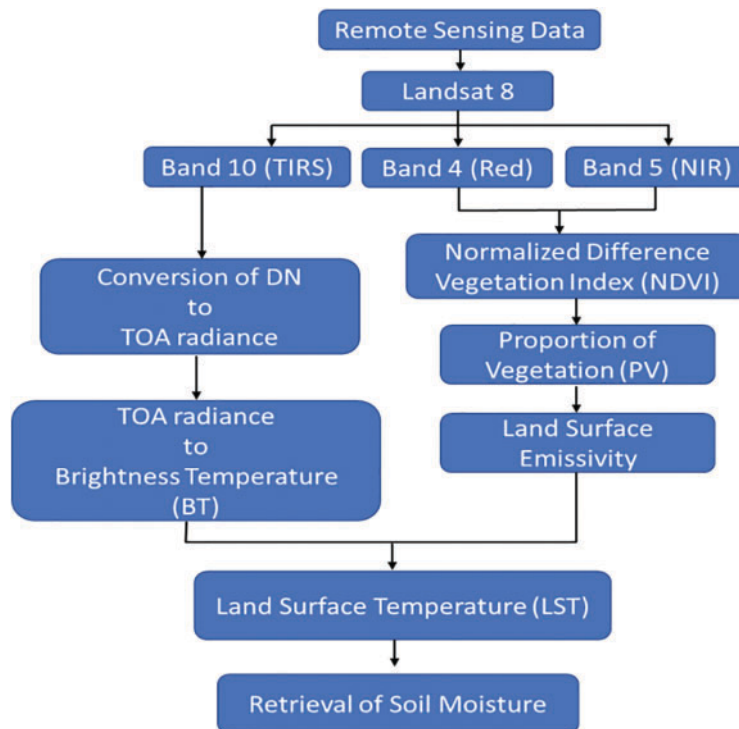 Remote Sensing Data
Landsat 8
Band 10 (TIRS)
Band 4 (Red)
Band 5 (NIR)
Conversion of DN
to
TOA radiance
TOA radiance
to
Brightness Temperature
(BT)
Normalized Difference
Vegetation Index (NDVI)
Proportion of
Vegetation (PV)
Land Surface
Emissivity
Land Surface Temperature (LST)
Retrieval of Soil Moisture